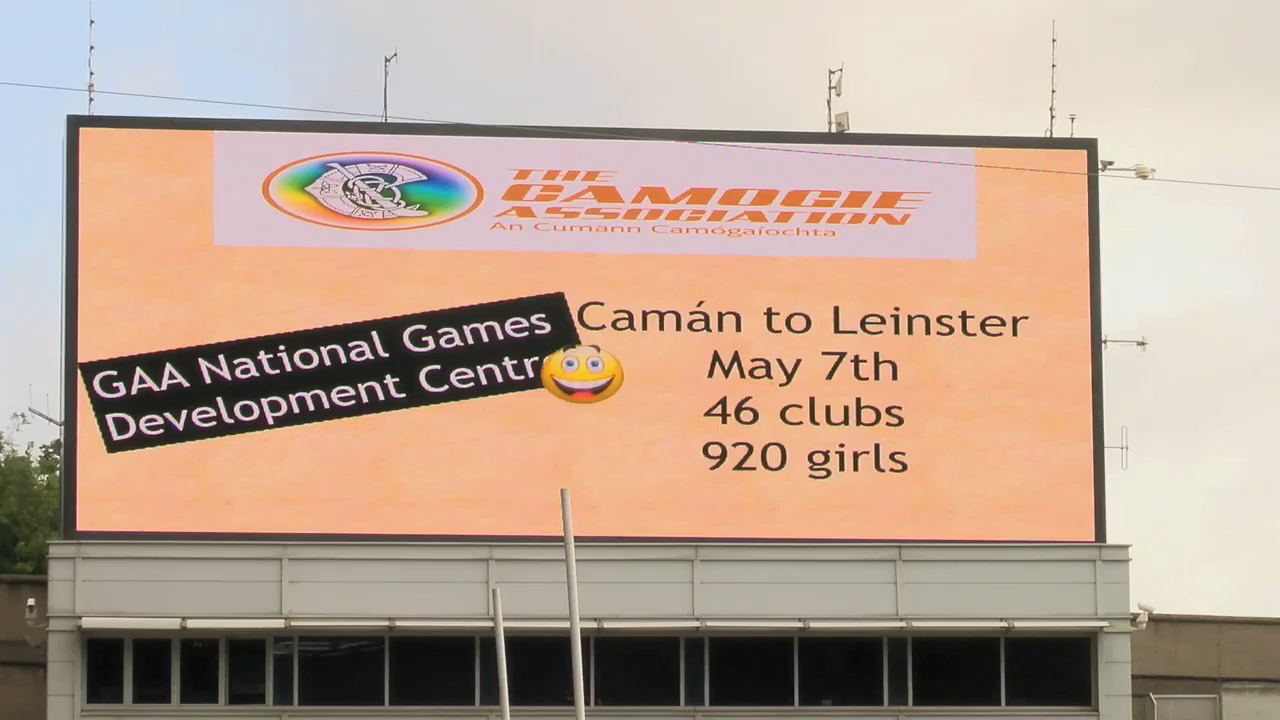 THE
CAMOGIE
ASSOCIATION
An Cumann Camógaíochta
GAA National Games
Development Centr
Camán to Leinster
May 7th
46 clubs
920 girls